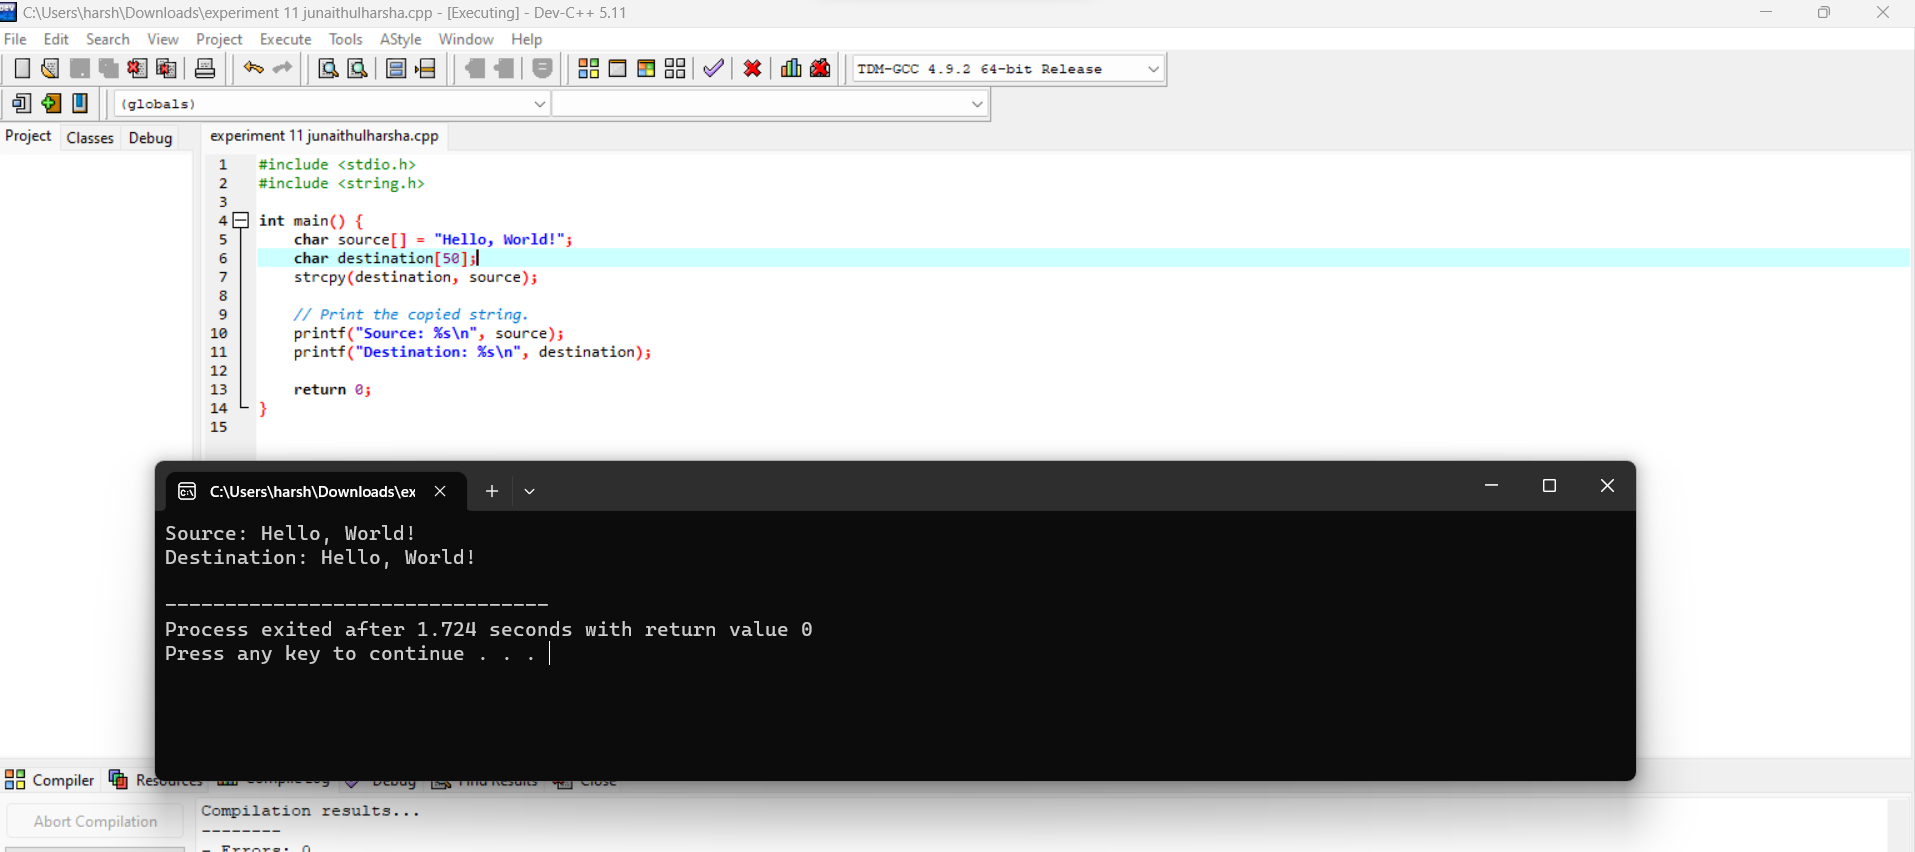 C:\Users\harsh\Downloads\experiment 11 junaithulharsha.cpp - [Executing] - Dev-C++ 5.11
File Edit Search View Project Execute Tools AStyle Window Help
TDM-GCC 4.9.2 64-bit Release
(globals)
Project Classes Debug
experiment 11 junaithulharsha.cpp
1 #include <stdio.h>
2 #include <string.h>
3
4 int main() {
5 char source[] = "Hello, World!";
6 char destination[50];
7 strcpy(destination, source);
8
9 // Print the copied string.
10 printf("Source: %s\n", source);
11 printf("Destination: %s\n", destination);
12
13 return 0;
14 }
15
C:\Users\harsh\Downloads\ex
Source: Hello, World!
Destination: Hello, World!
--------------------------------
Process exited after 1.724 seconds with return value 0
Press any key to continue . . .
Compiler Resources Debug Find Results Close
Abort Compilation
Compilation results...
--------
- Errors: 0